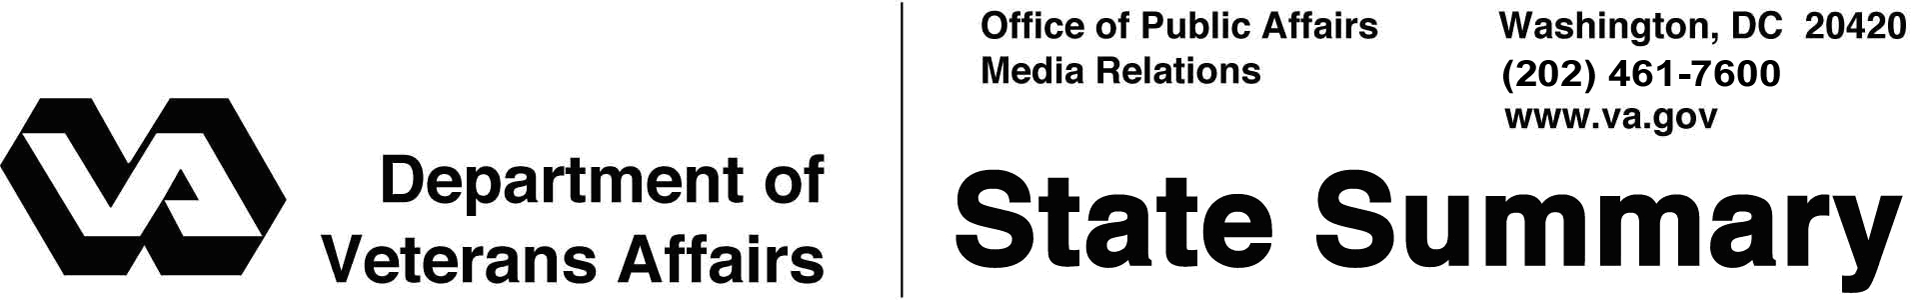 VA
Department of
Veterans Affairs
Office of Public Affairs
Media Relations
Washington, DC  20420
(202) 461-7600
www.va.gov
State Summary